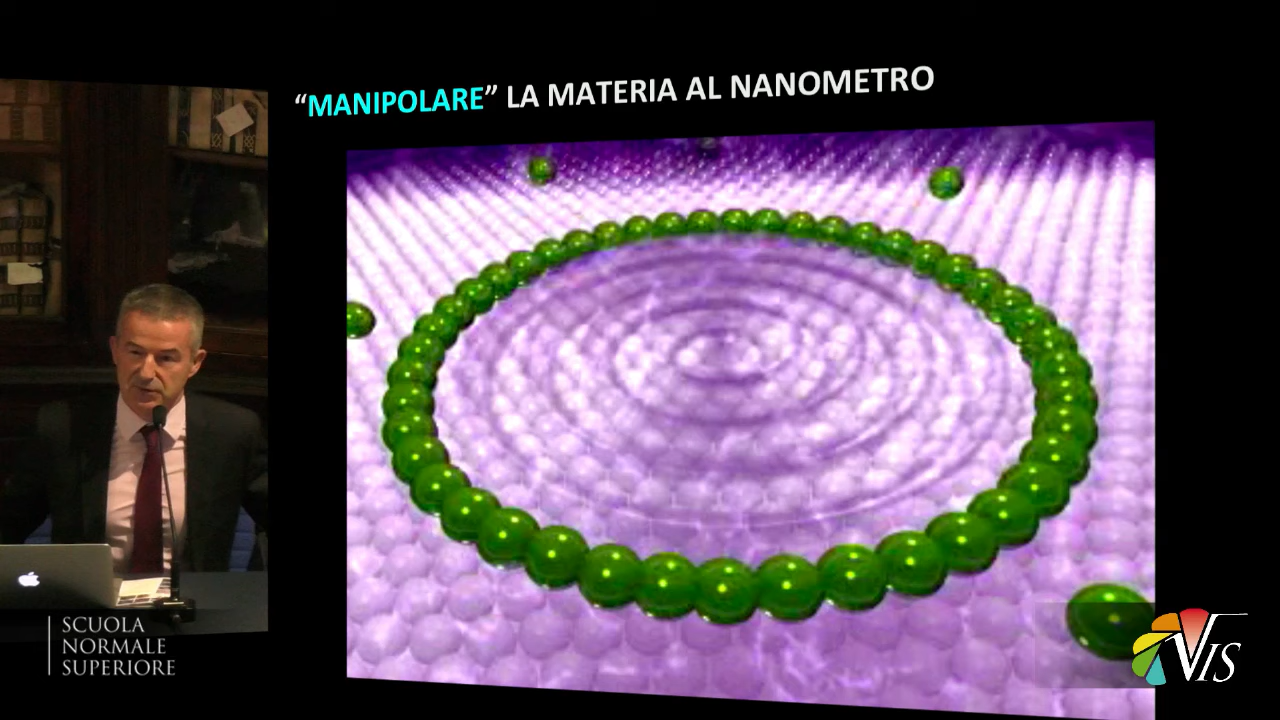 “MANIPOLARE” LA MATERIA AL NANOMETRO
SCUOLA
NORMALE
SUPERIORE
VIS